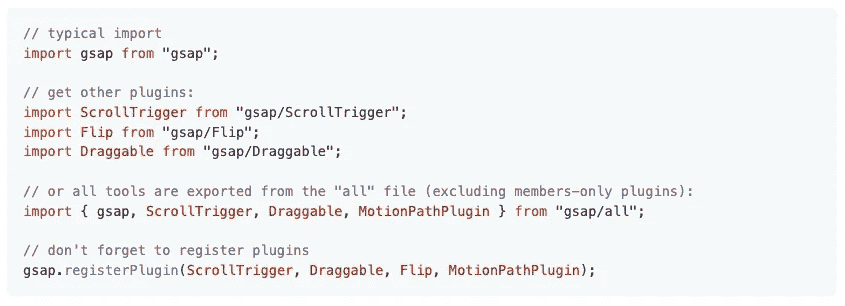 // typical import
import gsap from "gsap";
// get other plugins:
import ScrollTrigger from "gsap/ScrollTrigger";
import Flip from "gsap/Flip";
import Draggable from "gsap/Draggable";
// or all tools are exported from the "all" file (excluding members-only plugins):
import { gsap, ScrollTrigger, Draggable, MotionPathPlugin } from "gsap/all";
// don't forget to register plugins
gsap.registerPlugin(ScrollTrigger, Draggable, Flip, MotionPathPlugin);